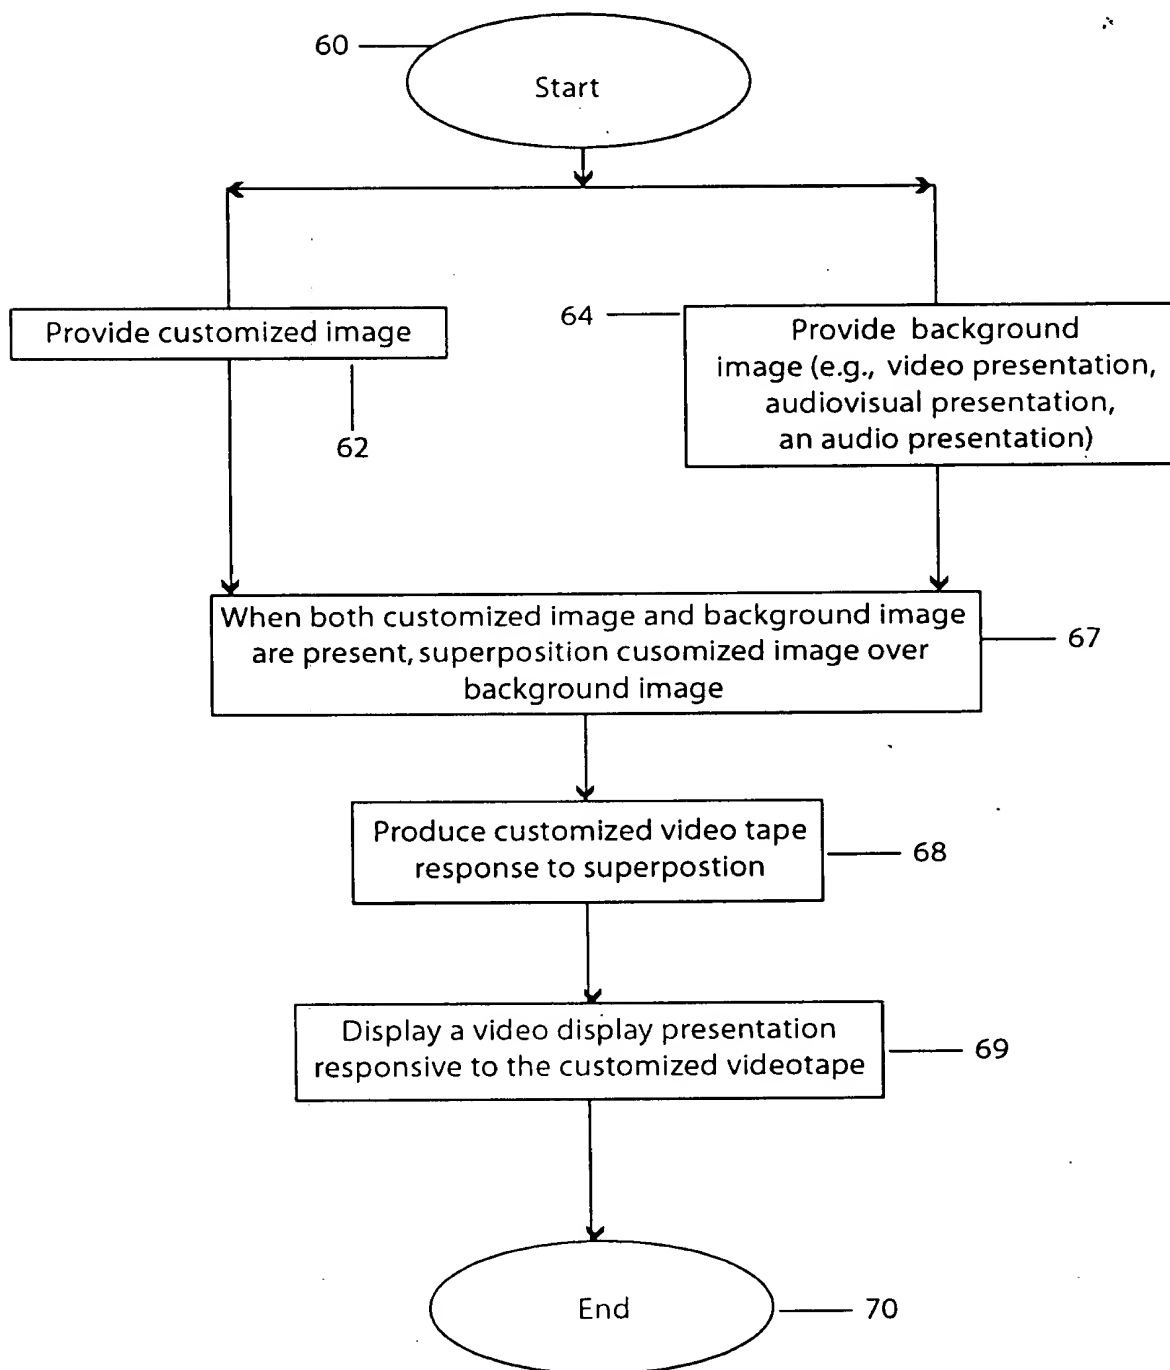 60
Start
Provide customized image
62
64
Provide background
image (e.g., video presentation,
audiovisual presentation,
an audio presentation)
When both customized image and background image
are present, superposition cusomized image over
background image
67
Produce customized video tape
response to superpostion
68
Display a video display presentation
responsive to the customized videotape
69
End
70